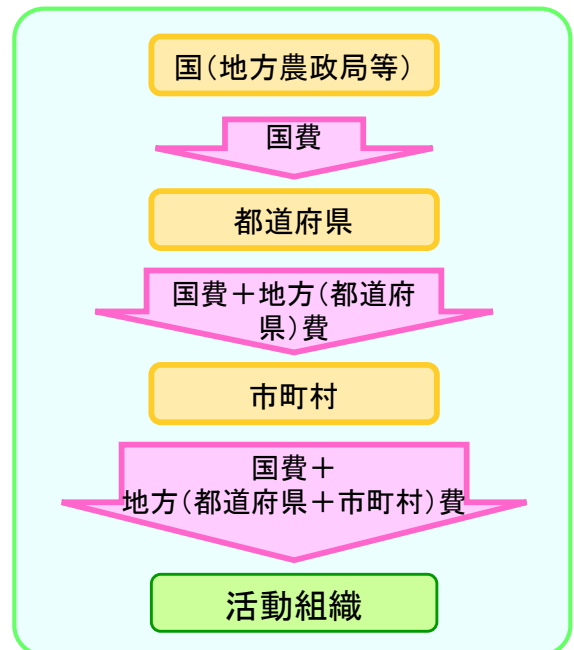 国（地方農政局等）
国費
都道府県
国費＋地方（都道府
県）費
市町村
国費＋
地方（都道府県＋市町村）費
活動組織